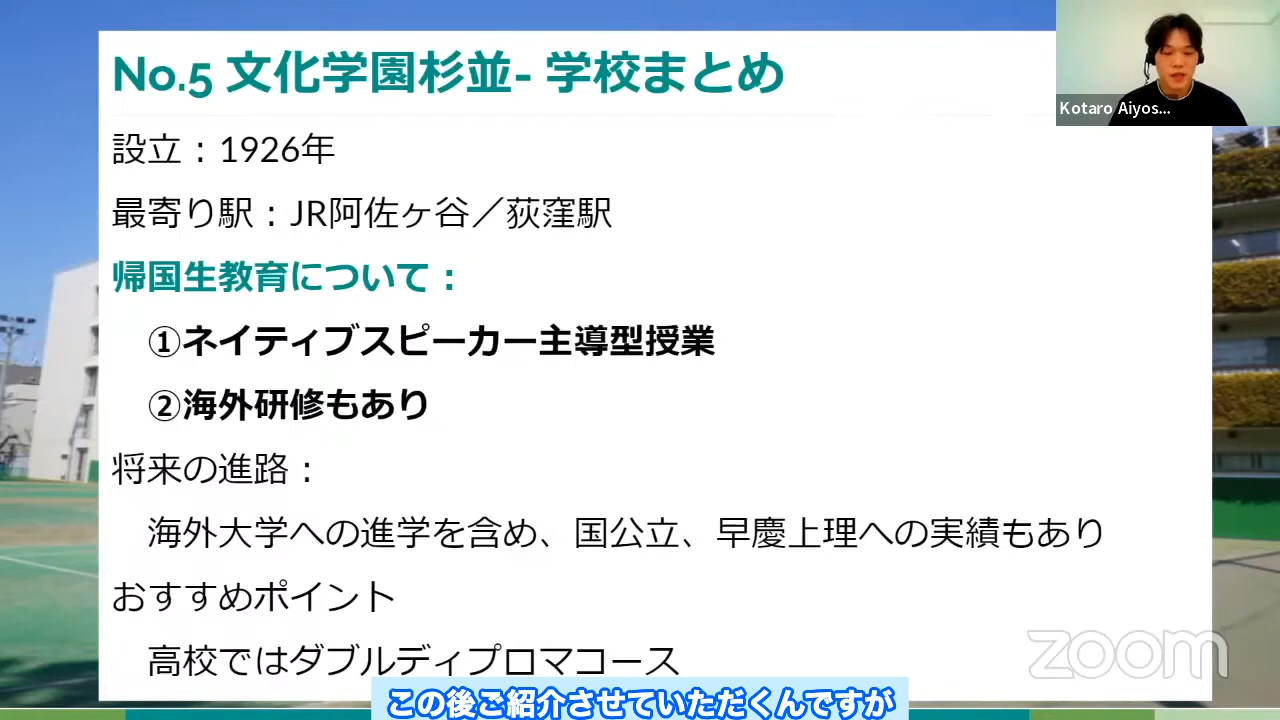 No.5 文化学園杉並- 学校まとめ
設立：1926年
最寄り駅：JR阿佐ヶ谷／荻窪駅
帰国生教育について：
①ネイティブスピーカー主導型授業
②海外研修もあり
将来の進路：
海外大学への進学を含め、国公立、早慶上理への実績もあり
おすすめポイント
高校ではダブルディプロマコース
Kotaro Aiyos...
zoom
この後ご紹介させていただくんですが